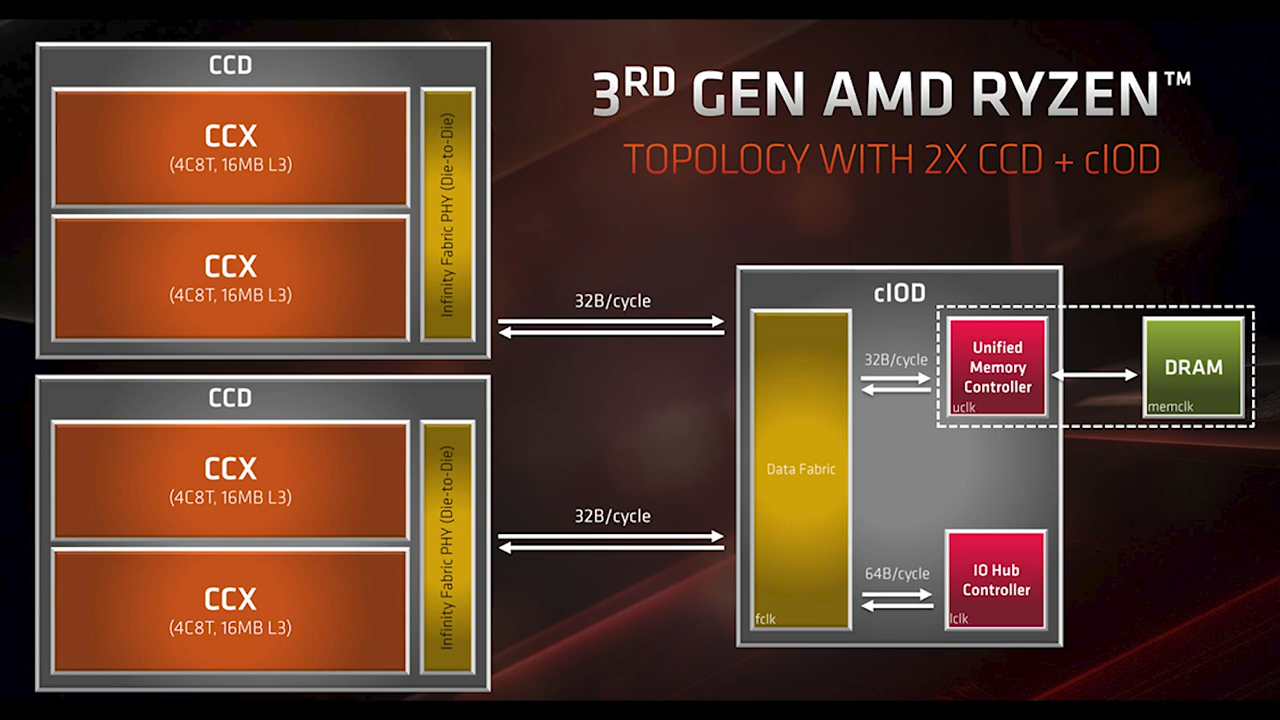 3RD GEN AMD RYZEN™
TOPOLOGY WITH 2X CCD + cIOD
CCD
CCX
(4C8T, 16MB L3)
CCX
(4C8T, 16MB L3)
Infinity Fabric PHY (Die-to-Die)
CCD
CCX
(4C8T, 16MB L3)
CCX
(4C8T, 16MB L3)
Infinity Fabric PHY (Die-to-Die)
32B/cycle
32B/cycle
cIOD
Data Fabric
fclk
32B/cycle
Unified
Memory
Controller
uclk
DRAM
memclk
64B/cycle
IO Hub
Controller
lclk